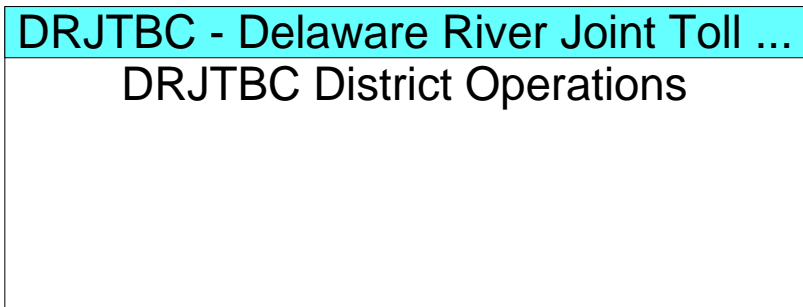 DRJTBC - Delaware River Joint Toll ...
DRJTBC District Operations